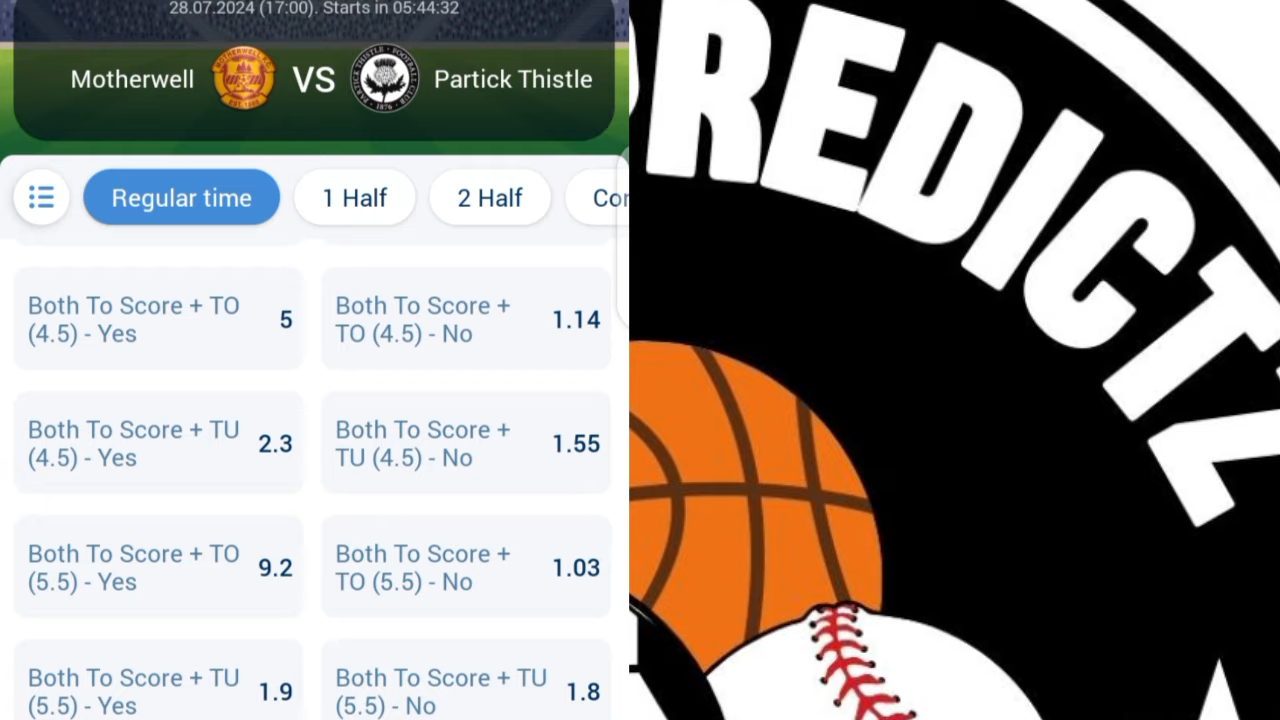 28.07.2024 (17:00). Starts in 05:44:32
Motherwell VS Partick Thistle
Regular time
1 Half
2 Half
Cor
Both To Score + TO
(4.5) - Yes
5
Both To Score +
TO (4.5) - No
1.14
Both To Score + TU
(4.5) - Yes
2.3
Both To Score +
TU (4.5) - No
1.55
Both To Score + TO
(5.5) - Yes
9.2
Both To Score +
TO (5.5) - No
1.03
Both To Score + TU
(5.5) - Yes
1.9
Both To Score + TU
(5.5) - No
1.8
REDICTZ